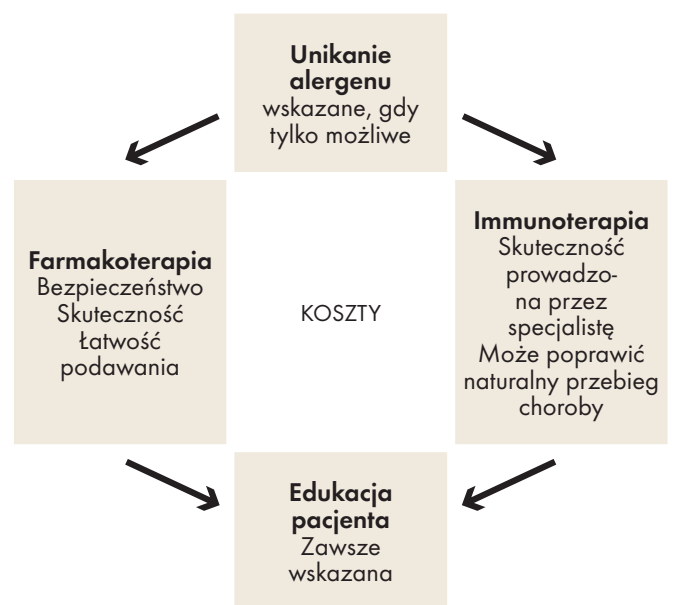 Unikanie
alergenu
wskazane, gdy
tylko możliwe
Farmakoterapia
Bezpieczeństwo
Skuteczność
Łatwość
podawania
KOSZTY
Immunoterapia
Skuteczność
prowadzo-
na przez
specjalistę
Może poprawić
naturalny przebieg
choroby
Edukacja
pacjenta
Zawsze
wskazana